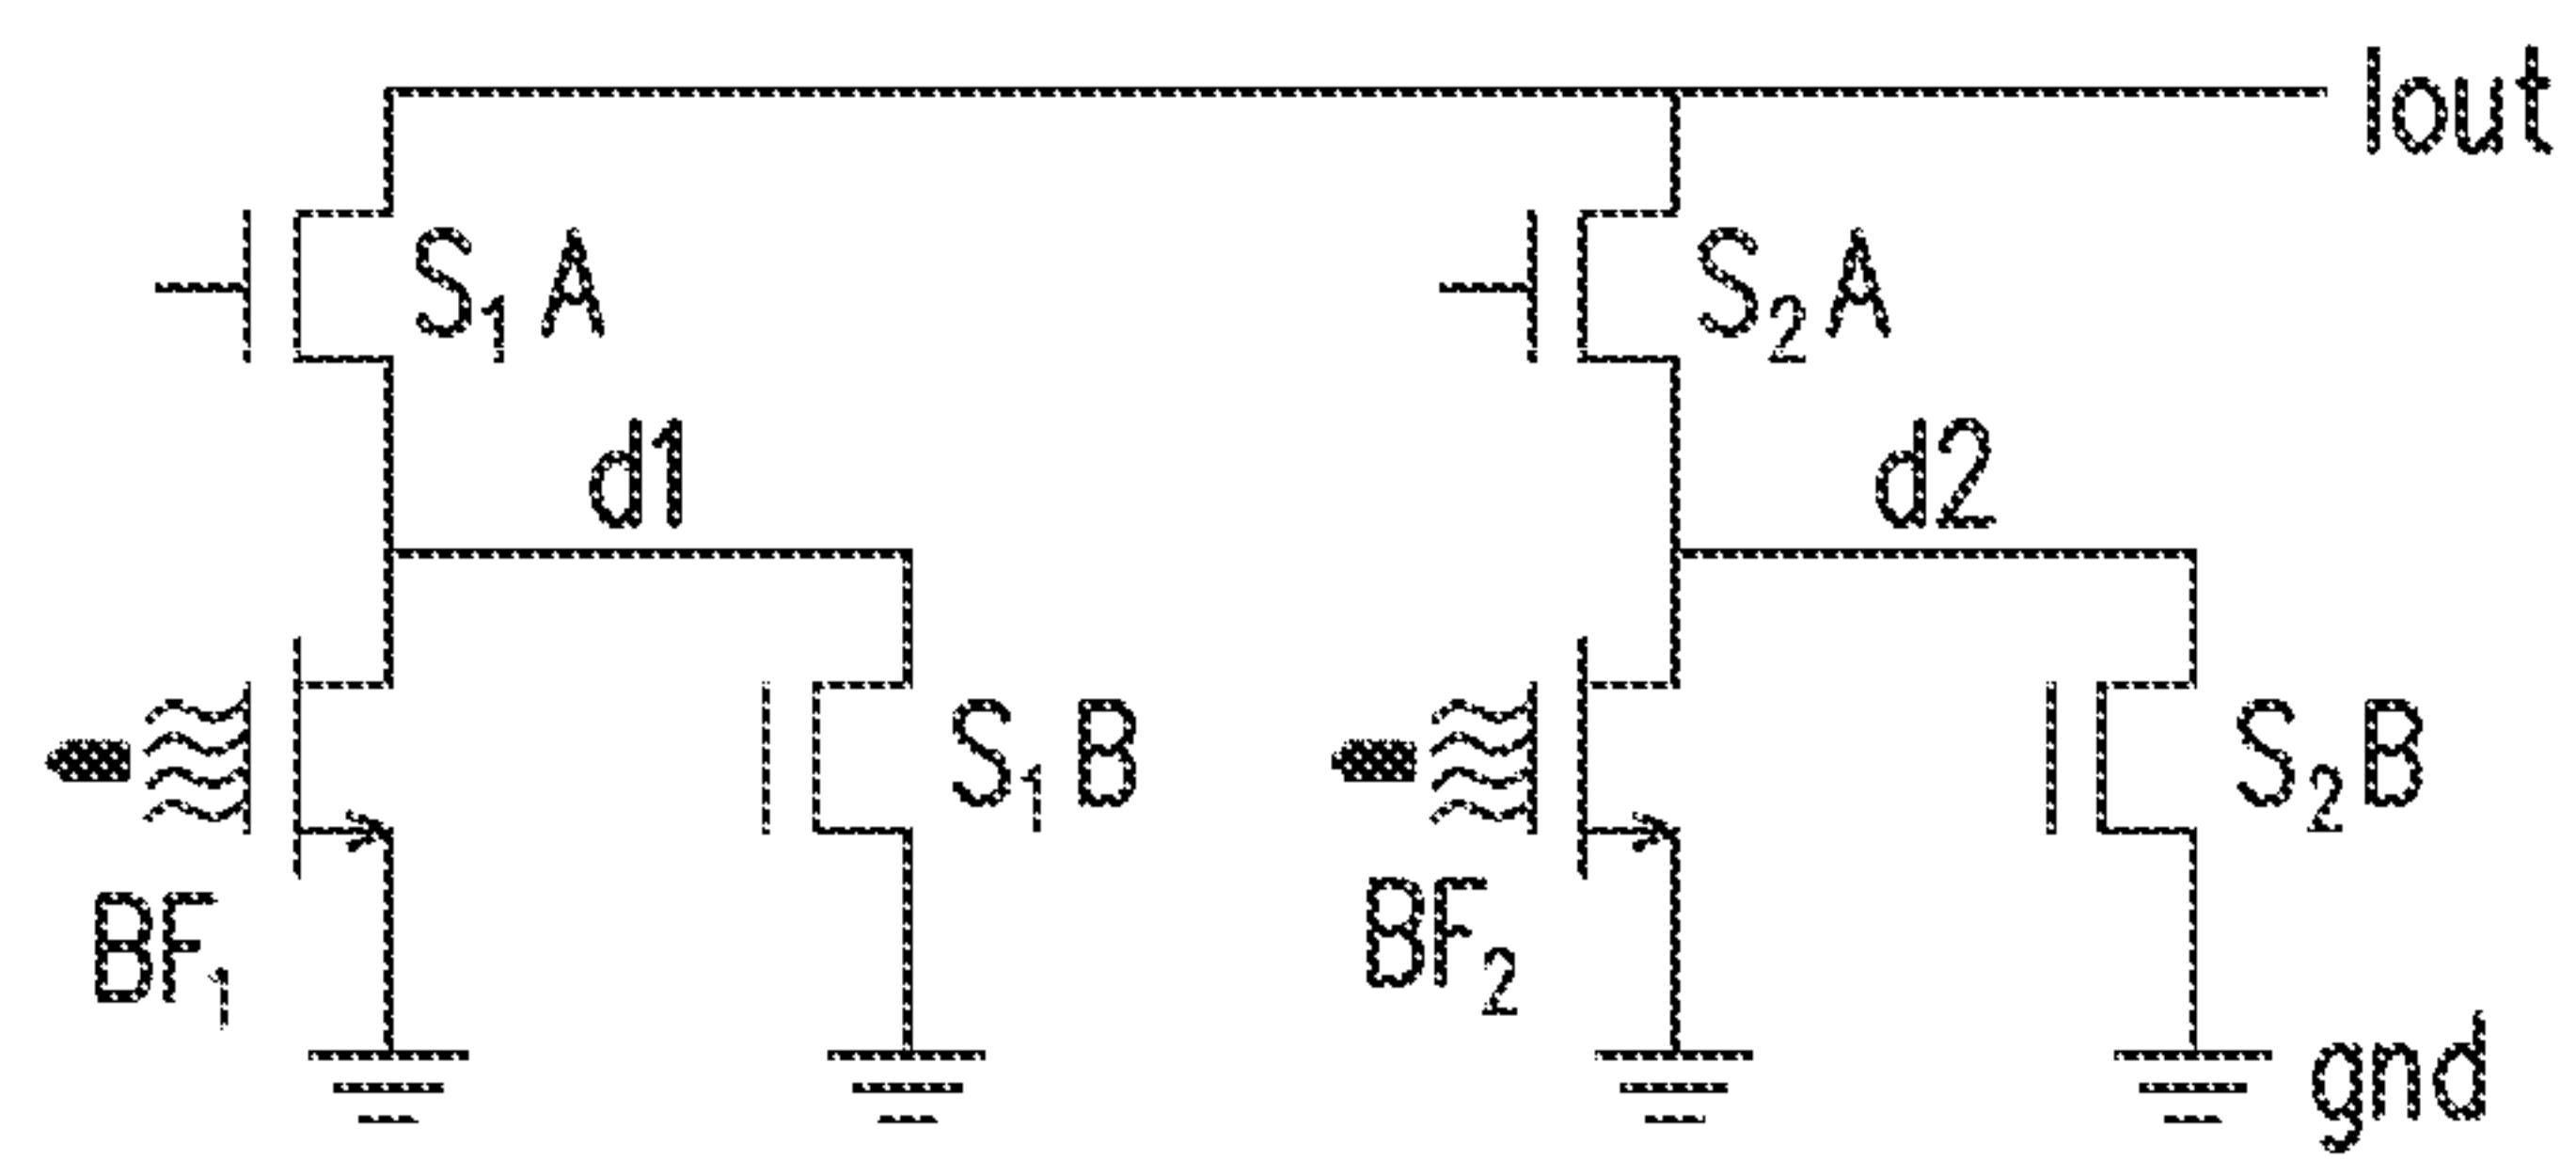 Iout
S₁A
S₂A
d1
d2
S₁B
S₂B
BF₁
BF₂
gnd